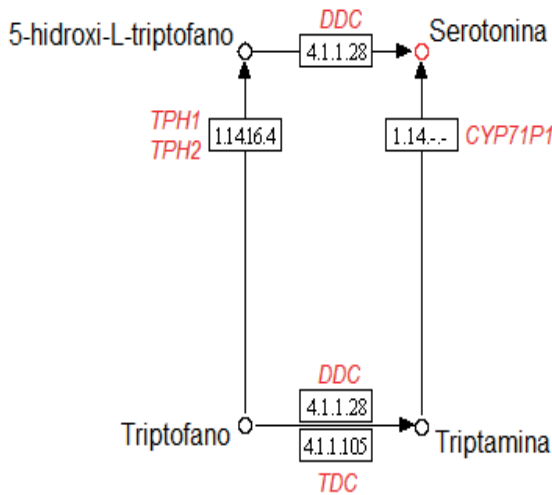 DDC
5-hidroxi-L-triptofano
4.1.1.28
Serotonina
TPH1
TPH2
1.14.16.4
1.14.-.-
CYP71P1
DDC
4.1.1.28
Triptofano
4.1.1.105
Triptamina
TDC